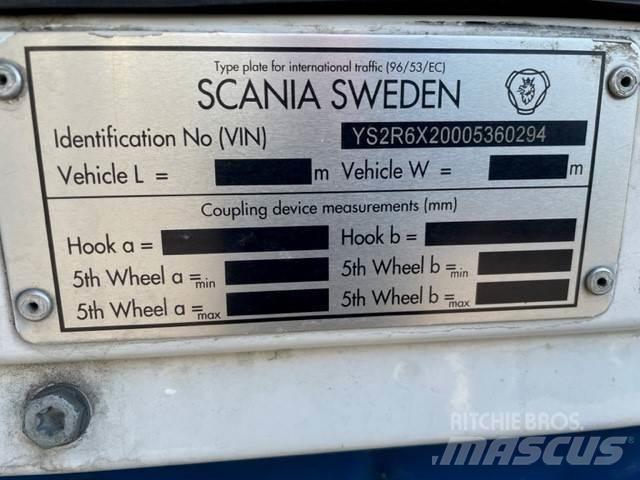 Type plate for international traffic (96/53/EC)
SCANIA SWEDEN
Identification No (VIN) YS2R6X20005360294
Vehicle L = m Vehicle W = m
Coupling device measurements (mm)
Hook a = Hook b =
5th Wheel a =min 5th Wheel b =min
5th Wheel a =max 5th Wheel b =max
RITCHIE BROS.
MASCUS